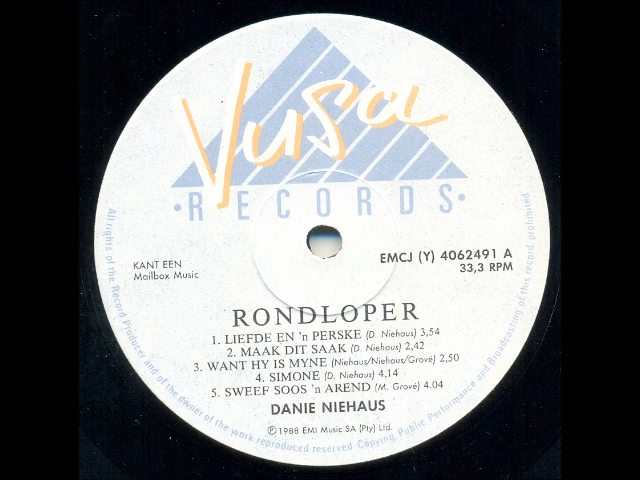 Vusa
• RECORDS •
KANT EEN
Mailbox Music
EMCJ (Y) 4062491 A
33,3 RPM
RONDLOPER
1. LIEFDE EN 'n PERSKE (D. Niehaus) 3,54
2. MAAK DIT SAAK (D. Niehaus) 2,42
3. WANT HY IS MYNE (Niehaus/Niehaus/Grové) 2,50
4. SIMONE (D. Niehaus) 4,14
5. SWEEF SOOS 'n AREND (M. Grové) 4.04
DANIE NIEHAUS
Ⓟ 1988 EMI Music SA (Pty) Ltd.
All rights of the Record Producer and of the owner of the work reproduced reserved Copying, Public Performance and Broadcasting of this record prohibited